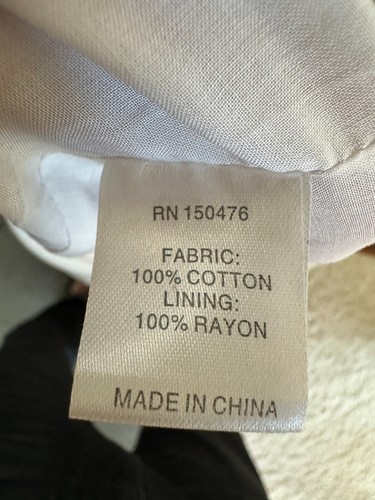 RN 150476
FABRIC:
100% COTTON
LINING:
100% RAYON
MADE IN CHINA